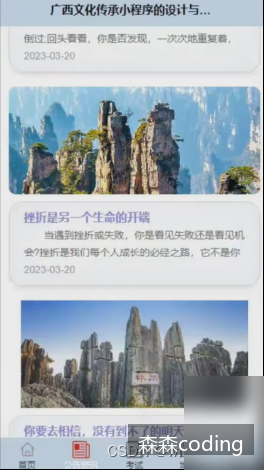 广西文化传承小程序的设计与...
倒过;回头看看，你是否发现，一次次地重复着，
2023-03-20
挫折是另一个生命的开端
当遇到挫折或失败，你是看见失败还是看见机
会?挫折是我们每个人成长的必经之路，它不是你
2023-03-20
你要去相信，没有到不了的明天
首页
考试
森森coding